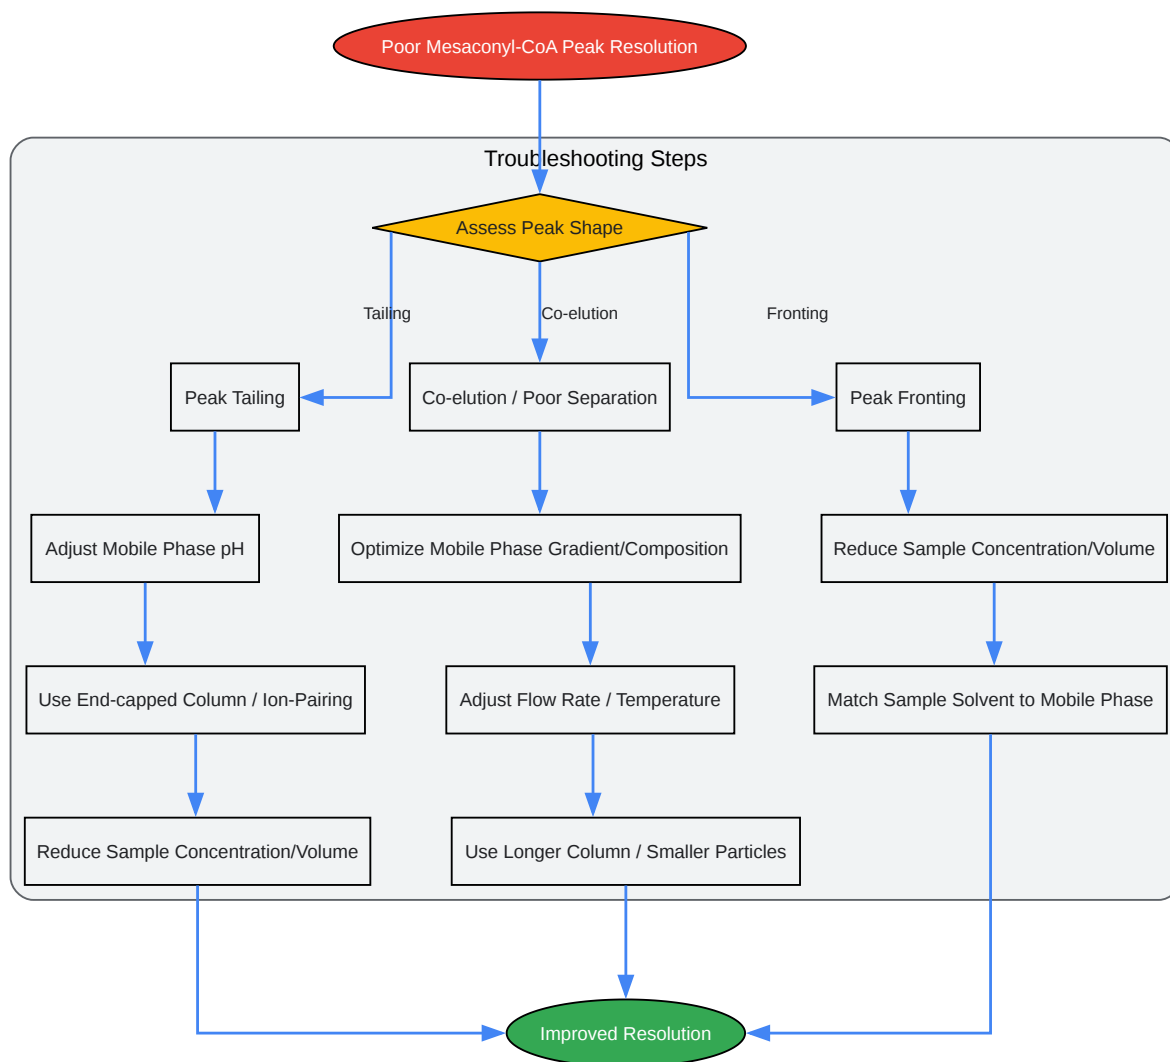 Poor Mesaconyl-CoA Peak Resolution
Troubleshooting Steps
Assess Peak Shape
Tailing
Co-elution
Fronting
Peak Tailing
Co-elution / Poor Separation
Peak Fronting
Adjust Mobile Phase pH
Optimize Mobile Phase Gradient/Composition
Reduce Sample Concentration/Volume
Use End-capped Column / Ion-Pairing
Adjust Flow Rate / Temperature
Match Sample Solvent to Mobile Phase
Reduce Sample Concentration/Volume
Use Longer Column / Smaller Particles
Improved Resolution